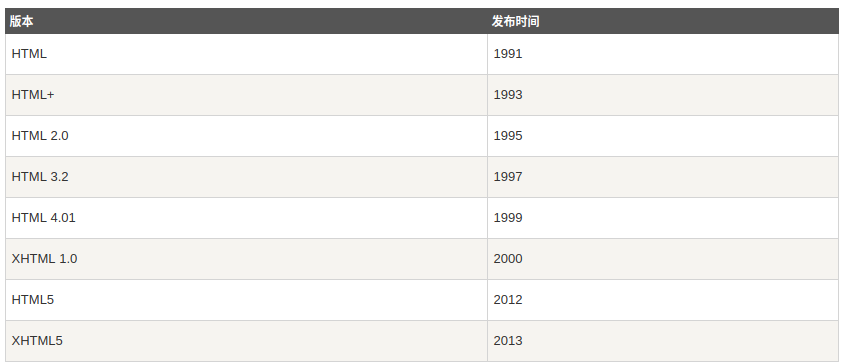 版本 发布时间
HTML 1991
HTML+ 1993
HTML 2.0 1995
HTML 3.2 1997
HTML 4.01 1999
XHTML 1.0 2000
HTML5 2012
XHTML5 2013